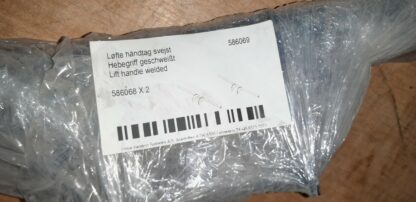 Løfte håndtag svejst 586069
Hebegriff geschweißt
Lift handle welded
586068 X 2